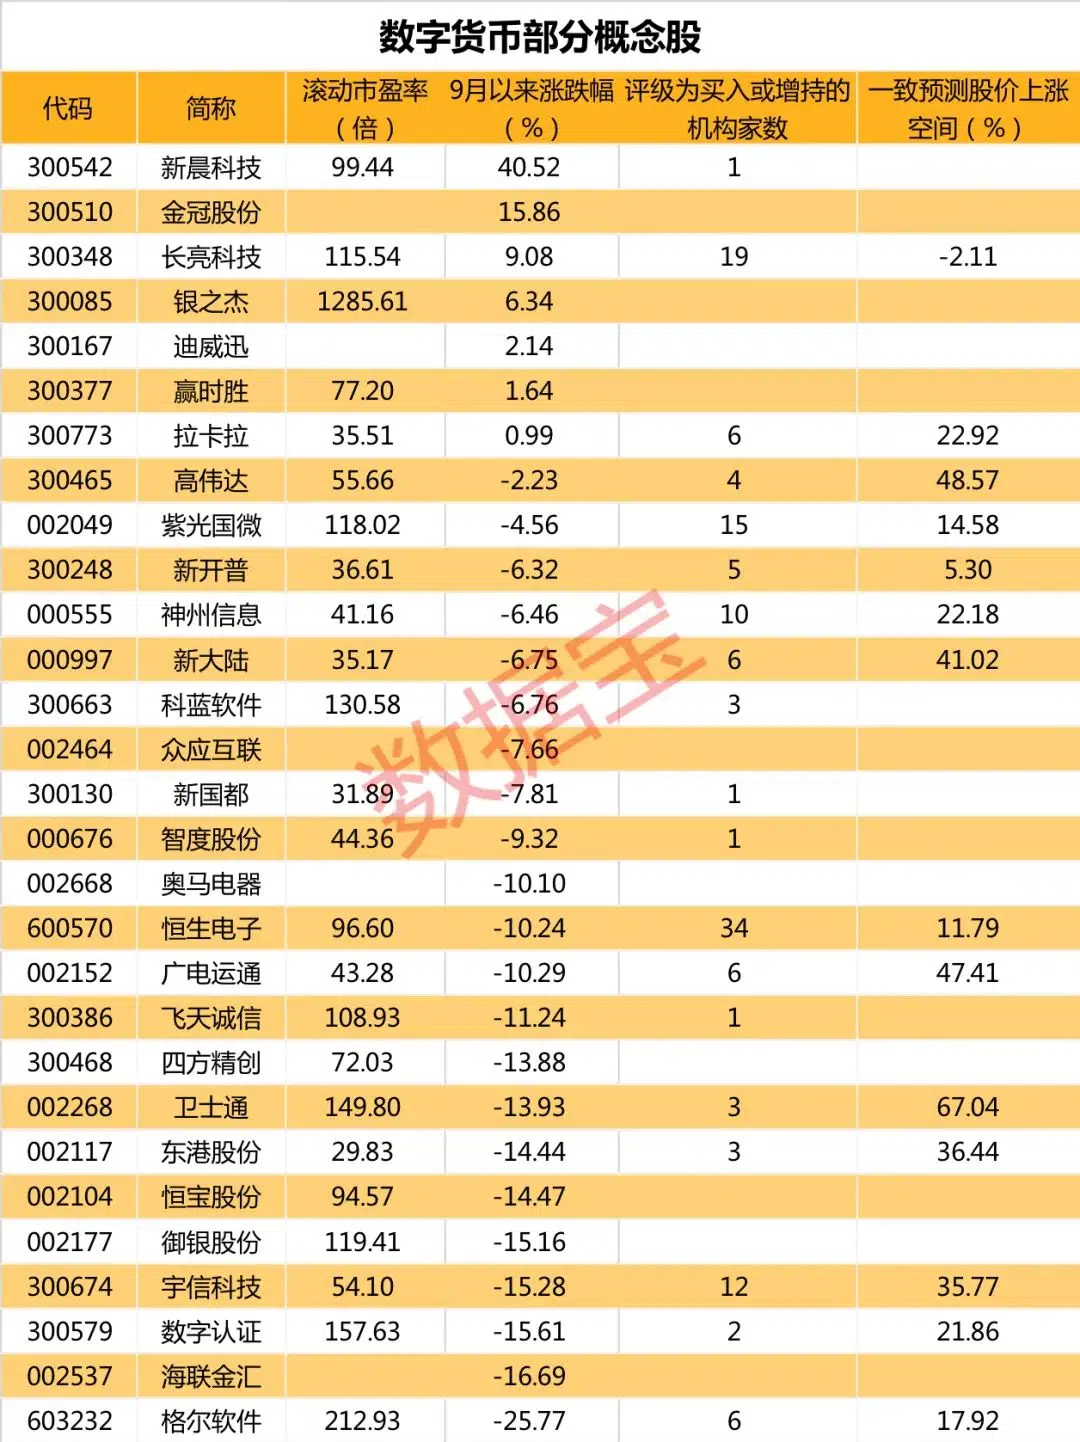 数字货币部分概念股
代码 简称 滚动市盈率（倍） 9月以来涨跌幅（%） 评级为买入或增持的机构家数 一致预测股价上涨空间（%）
300542 新晨科技 99.44 40.52 1
300510 金冠股份 15.86
300348 长亮科技 115.54 9.08 19 -2.11
300085 银之杰 1285.61 6.34
300167 迪威迅 2.14
300377 赢时胜 77.20 1.64
300773 拉卡拉 35.51 0.99 6 22.92
300465 高伟达 55.66 -2.23 4 48.57
002049 紫光国微 118.02 -4.56 15 14.58
300248 新开普 36.61 -6.32 5 5.30
000555 神州信息 41.16 -6.46 10 22.18
000997 新大陆 35.17 -6.75 6 41.02
300663 科蓝软件 130.58 -6.76 3
002464 众应互联 -7.66
300130 新国都 31.89 -7.81 1
000676 智度股份 44.36 -9.32 1
002668 奥马电器 -10.10
600570 恒生电子 96.60 -10.24 34 11.79
002152 广电运通 43.28 -10.29 6 47.41
300386 飞天诚信 108.93 -11.24 1
300468 四方精创 72.03 -13.88
002268 卫士通 149.80 -13.93 3 67.04
002117 东港股份 29.83 -14.44 3 36.44
002104 恒宝股份 94.57 -14.47
002177 御银股份 119.41 -15.16
300674 宇信科技 54.10 -15.28 12 35.77
300579 数字认证 157.63 -15.61 2 21.86
002537 海联金汇 -16.69
603232 格尔软件 212.93 -25.77 6 17.92
数据宝